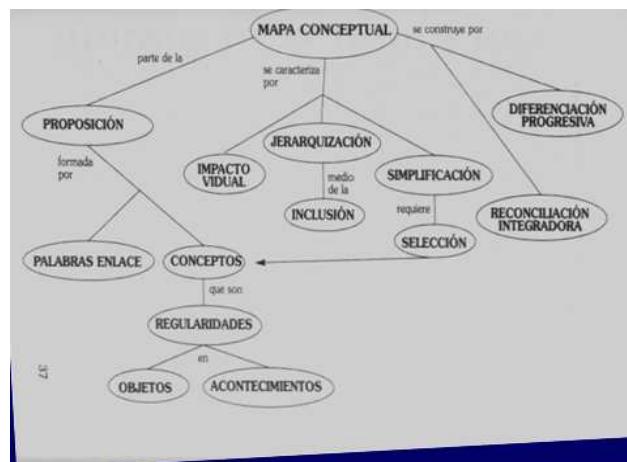 MAPA CONCEPTUAL
se construye por
parte de la
se caracteriza
por
DIFERENCIACIÓN
PROGRESIVA
PROPOSICIÓN
JERARQUIZACIÓN
formada
por
IMPACTO
VIDUAL
medio
de la
SIMPLIFICACIÓN
INCLUSIÓN
requiere
RECONCILIACIÓN
INTEGRADORA
SELECCIÓN
PALABRAS ENLACE
CONCEPTOS
que son
REGULARIDADES
en
OBJETOS
ACONTECIMIENTOS
37